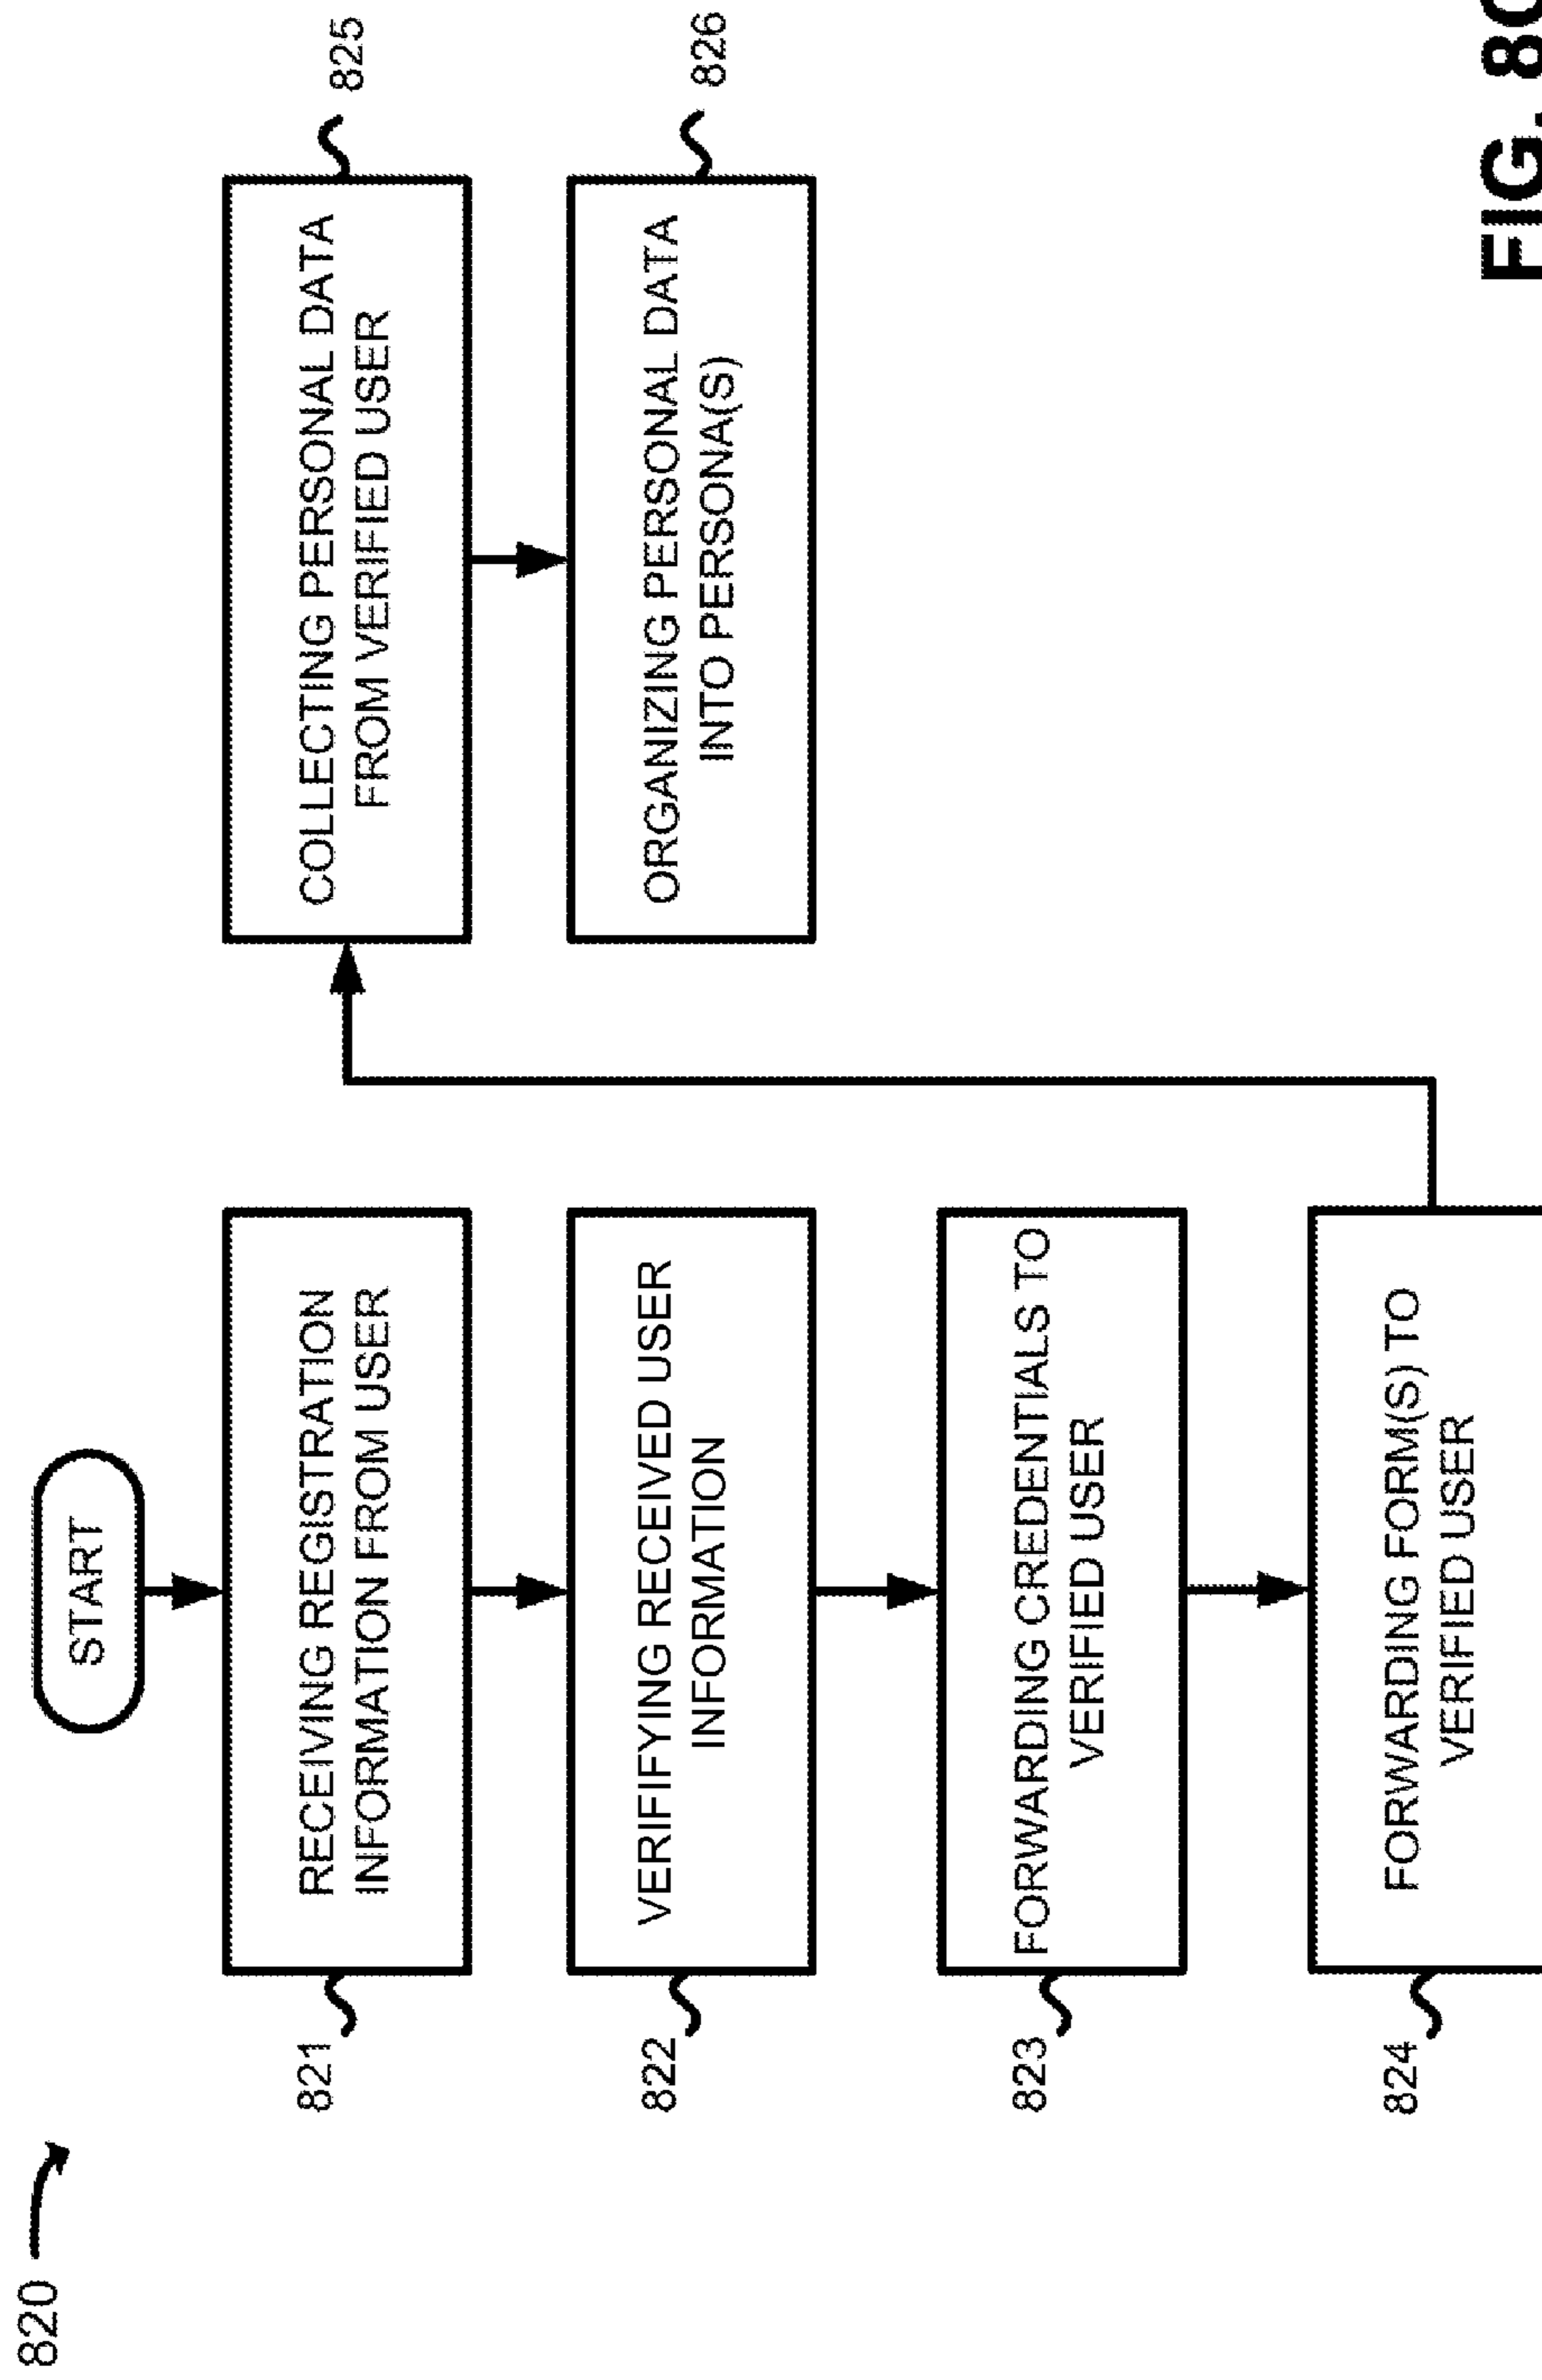 820
START
821
RECEIVING REGISTRATION
INFORMATION FROM USER
822
VERIFIFYING RECEIVED USER
INFORMATION
823
FORWARDING CREDENTIALS TO
VERIFIED USER
824
FORWARDING FORM(S) TO
VERIFIED USER
COLLECTING PERSONAL DATA
FROM VERIFIED USER
825
ORGANIZING PERSONAL DATA
INTO PERSONA(S)
826
FIG.